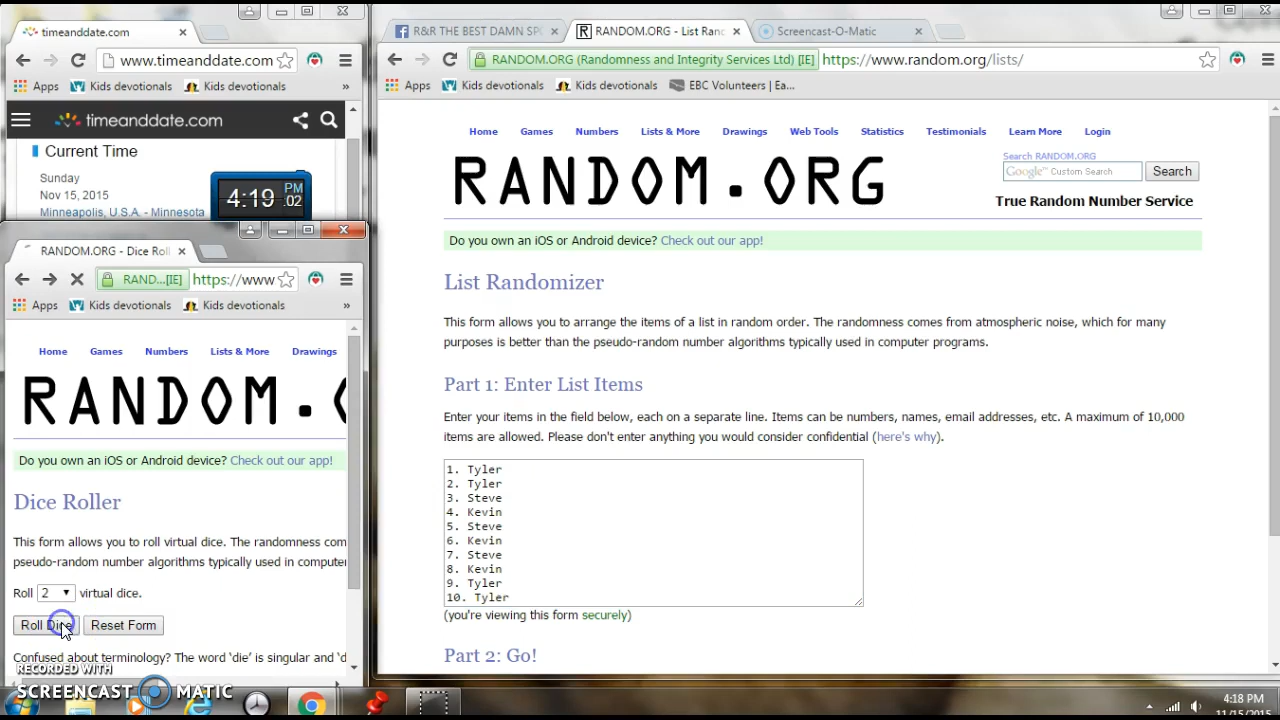 timeanddate.com
www.timeanddate.com
Apps Kids devotionals Kids devotionals »
timeanddate.com
Current Time
Sunday
Nov 15, 2015
Minneapolis, U.S.A. - Minnesota
4:19 PM 02
RANDOM.ORG - Dice Roll
RAND...[IE] https://www
Apps Kids devotionals Kids devotionals »
Home Games Numbers Lists & More Drawings
RANDOM.O
Do you own an iOS or Android device? Check out our app!
Dice Roller
This form allows you to roll virtual dice. The randomness com
pseudo-random number algorithms typically used in computer
Roll 2 virtual dice.
Roll Dice Reset Form
Confused about terminology? The word 'die' is singular and 'd
RECORDED WITH
SCREENCAST MATIC
R&R THE BEST DAMN SPO
RANDOM.ORG - List Ranc
Screencast-O-Matic
RANDOM.ORG (Randomness and Integrity Services Ltd) [IE] https://www.random.org/lists/
Apps Kids devotionals Kids devotionals EBC Volunteers | Ea...
Home Games Numbers Lists & More Drawings Web Tools Statistics Testimonials Learn More Login
RANDOM.ORG
Search RANDOM.ORG
Google™ Custom Search Search
True Random Number Service
Do you own an iOS or Android device? Check out our app!
List Randomizer
This form allows you to arrange the items of a list in random order. The randomness comes from atmospheric noise, which for many
purposes is better than the pseudo-random number algorithms typically used in computer programs.
Part 1: Enter List Items
Enter your items in the field below, each on a separate line. Items can be numbers, names, email addresses, etc. A maximum of 10,000
items are allowed. Please don't enter anything you would consider confidential (here's why).
1. Tyler
2. Tyler
3. Steve
4. Kevin
5. Steve
6. Kevin
7. Steve
8. Kevin
9. Tyler
10. Tyler
(you're viewing this form securely)
Part 2: Go!
4:18 PM
11/15/2015